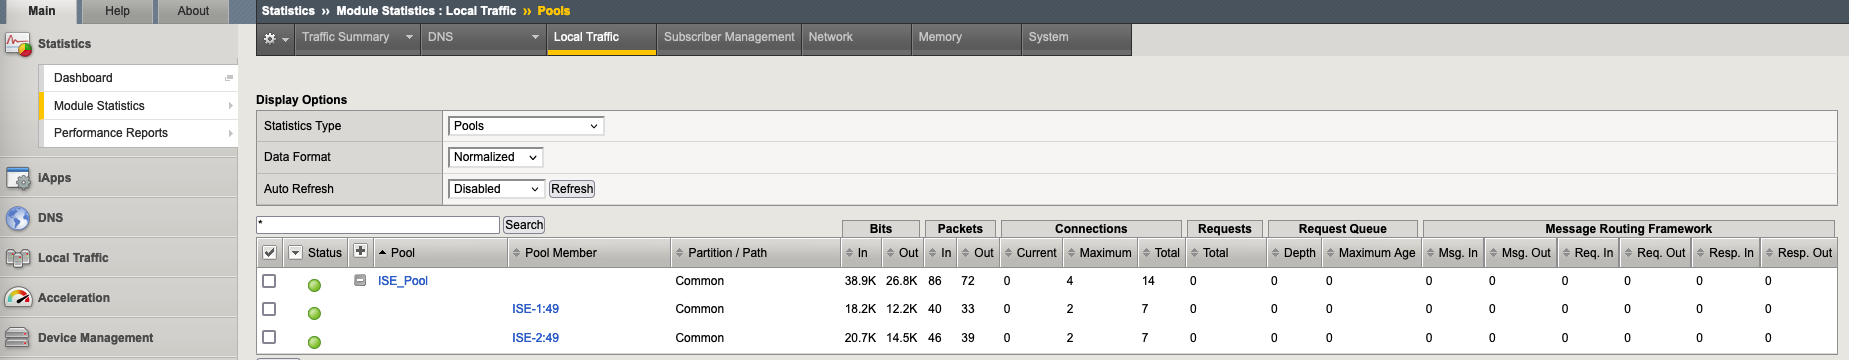 Main Help About
Statistics » Module Statistics : Local Traffic » Pools
Traffic Summary DNS Local Traffic Subscriber Management Network Memory System
Statistics
Dashboard
Module Statistics
Performance Reports
iApps
DNS
Local Traffic
Acceleration
Device Management
Display Options
Statistics Type Pools
Data Format Normalized
Auto Refresh Disabled Refresh
* Search
Bits Packets Connections Requests Request Queue Message Routing Framework
Status Pool Pool Member Partition / Path In Out In Out Current Maximum Total Total Depth Maximum Age Msg. In Msg. Out Req. In Req. Out Resp. In Resp. Out
ISE_Pool Common 38.9K 26.8K 86 72 0 4 14 0 0 0 0 0 0 0 0 0
ISE-1:49 Common 18.2K 12.2K 40 33 0 2 7 0 0 0 0 0 0 0 0 0
ISE-2:49 Common 20.7K 14.5K 46 39 0 2 7 0 0 0 0 0 0 0 0 0